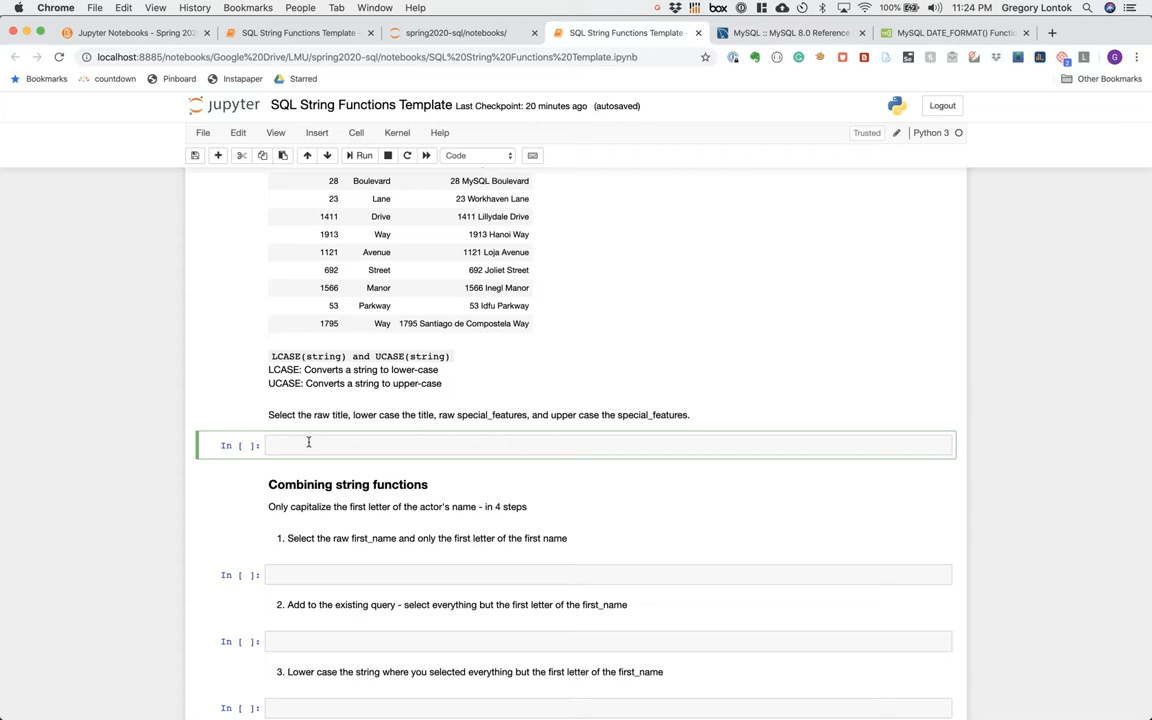 Chrome File Edit View History Bookmarks People Tab Window Help box 100% 11:24 PM Gregory Lontok
Jupyter Notebooks - Spring 202 SQL String Functions Template - spring2020-sql/notebooks/ SQL String Functions Template - MySQL :: MySQL 8.0 Reference MySQL DATE_FORMAT() Functi
localhost:8885/notebooks/Google%20Drive/LMU/spring2020-sql/notebooks/SQL%20String%20Functions%20Template.ipynb
Bookmarks countdown Pinboard Instapaper Starred Other Bookmarks
jupyter SQL String Functions Template Last Checkpoint: 20 minutes ago (autosaved) Logout
File Edit View Insert Cell Kernel Help Trusted Python 3
Run Code
28 Boulevard 28 MySQL Boulevard
23 Lane 23 Workhaven Lane
1411 Drive 1411 Lillydale Drive
1913 Way 1913 Hanoi Way
1121 Avenue 1121 Loja Avenue
692 Street 692 Joliet Street
1566 Manor 1566 Inegl Manor
53 Parkway 53 Idfu Parkway
1795 Way 1795 Santiago de Compostela Way
LCASE(string) and UCASE(string)
LCASE: Converts a string to lower-case
UCASE: Converts a string to upper-case
Select the raw title, lower case the title, raw special_features, and upper case the special_features.
In [ ]:
Combining string functions
Only capitalize the first letter of the actor's name - in 4 steps
1. Select the raw first_name and only the first letter of the first name
In [ ]:
2. Add to the existing query - select everything but the first letter of the first_name
In [ ]:
3. Lower case the string where you selected everything but the first letter of the first_name
In [ ]: